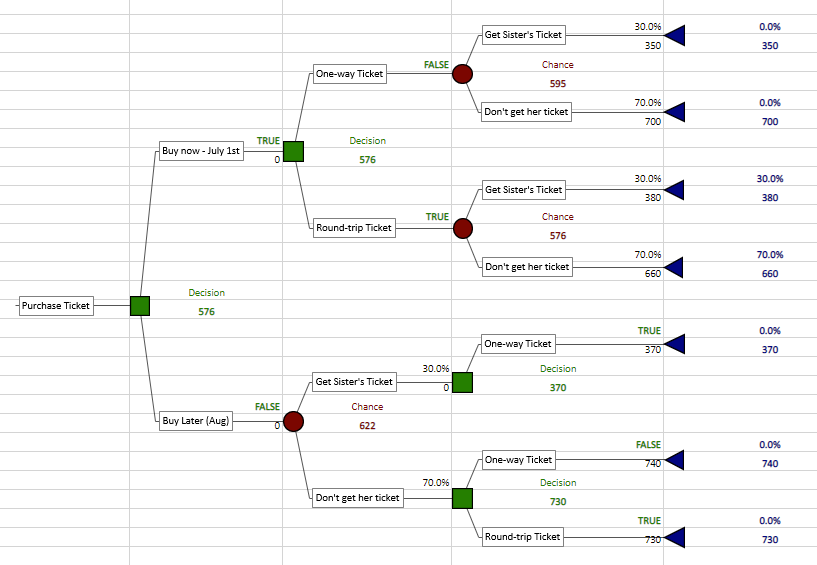 Get Sister's Ticket 30.0% 0.0%
350 350
One-way Ticket FALSE Chance
595
Don't get her ticket 70.0% 0.0%
700 700
Buy now - July 1st TRUE Decision
0 576
Get Sister's Ticket 30.0% 30.0%
380 380
Round-trip Ticket TRUE Chance
576
Don't get her ticket 70.0% 70.0%
660 660
Purchase Ticket Decision
576
One-way Ticket TRUE 0.0%
370 370
Get Sister's Ticket 30.0% Decision
0 370
Buy Later (Aug) FALSE Chance
0 622
One-way Ticket FALSE 0.0%
740 740
Don't get her ticket 70.0% Decision
730
Round-trip Ticket TRUE 0.0%
730 730